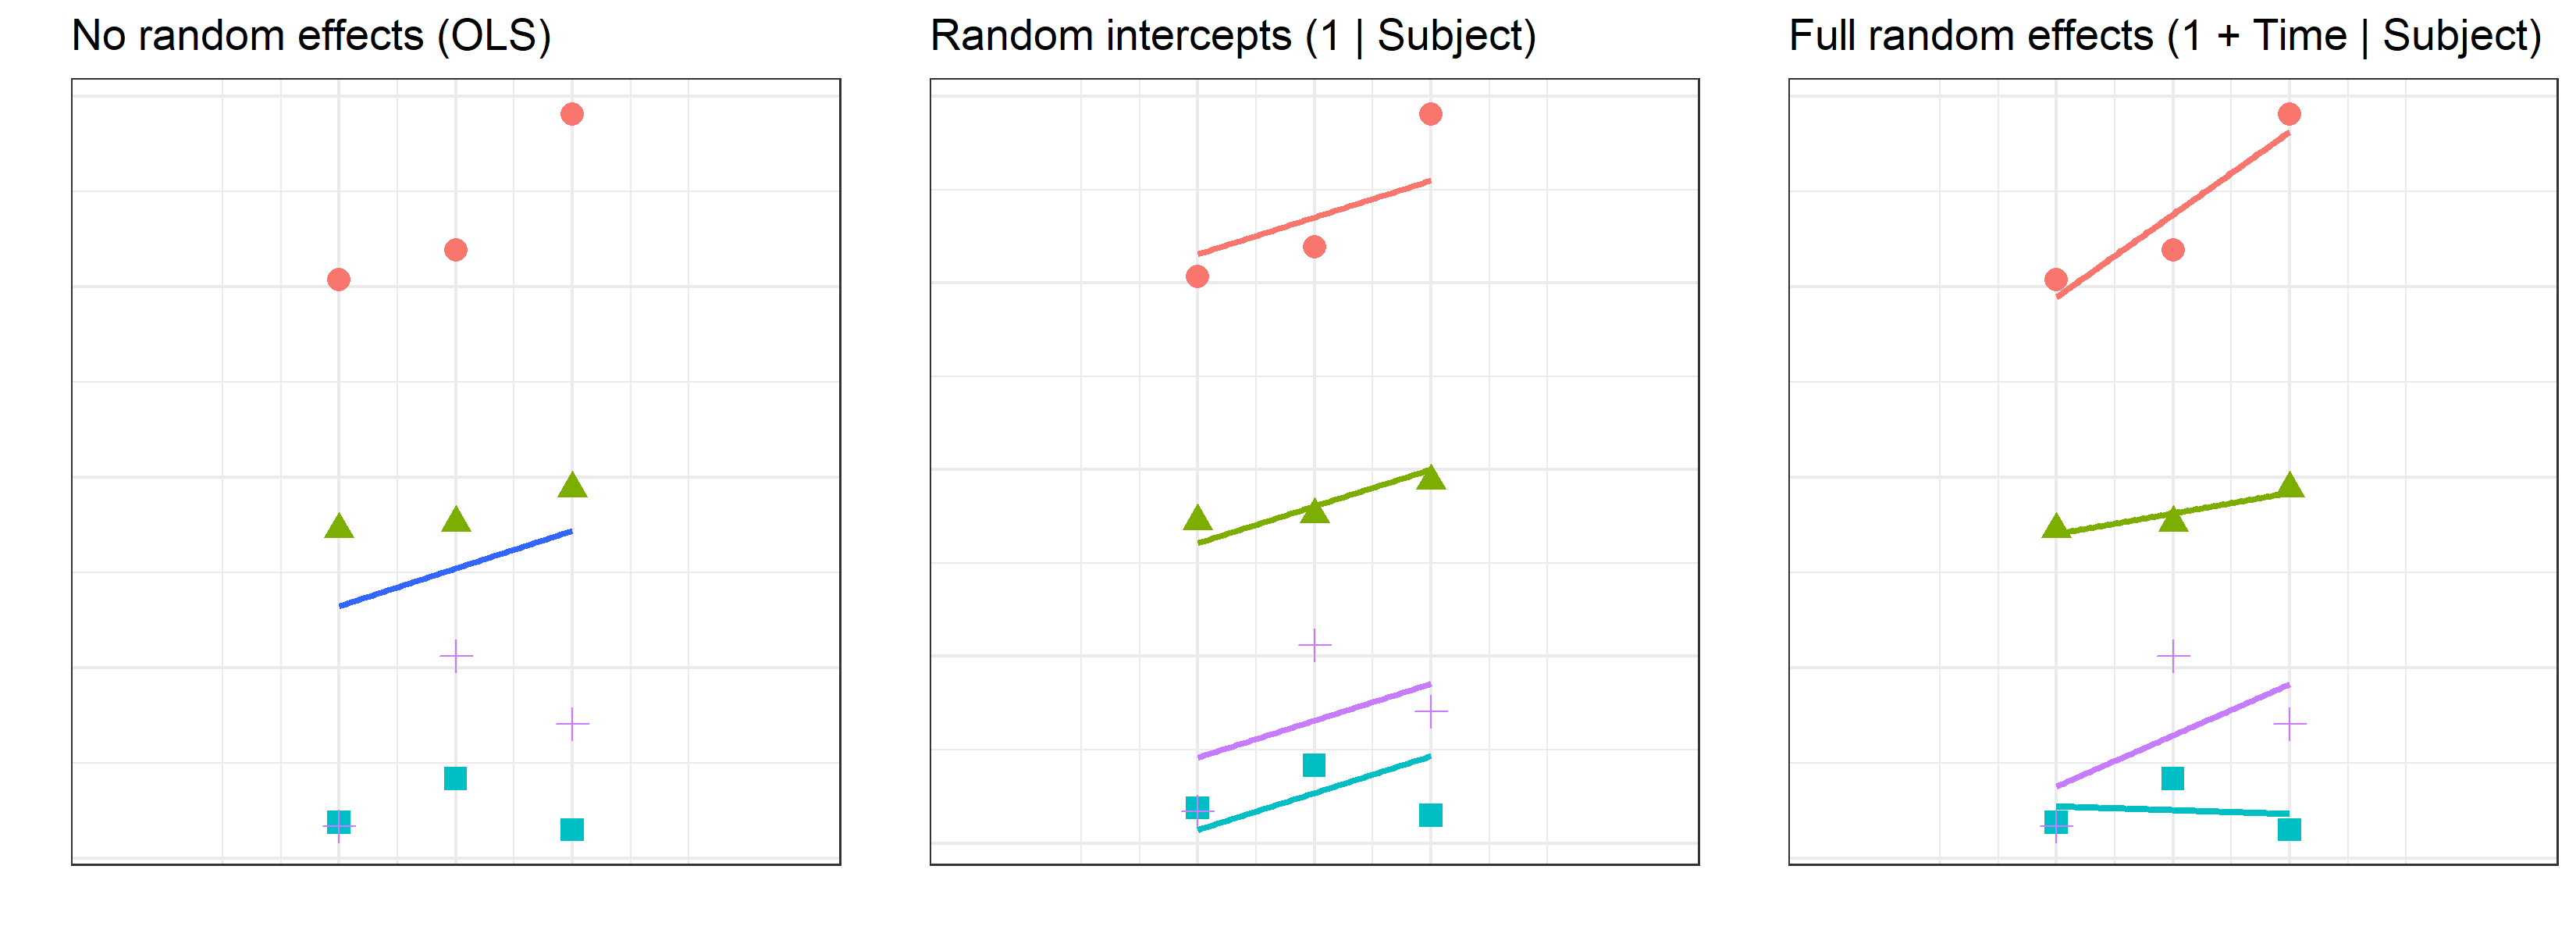 No random effects (OLS)
Random intercepts (1 | Subject)
Full random effects (1 + Time | Subject)